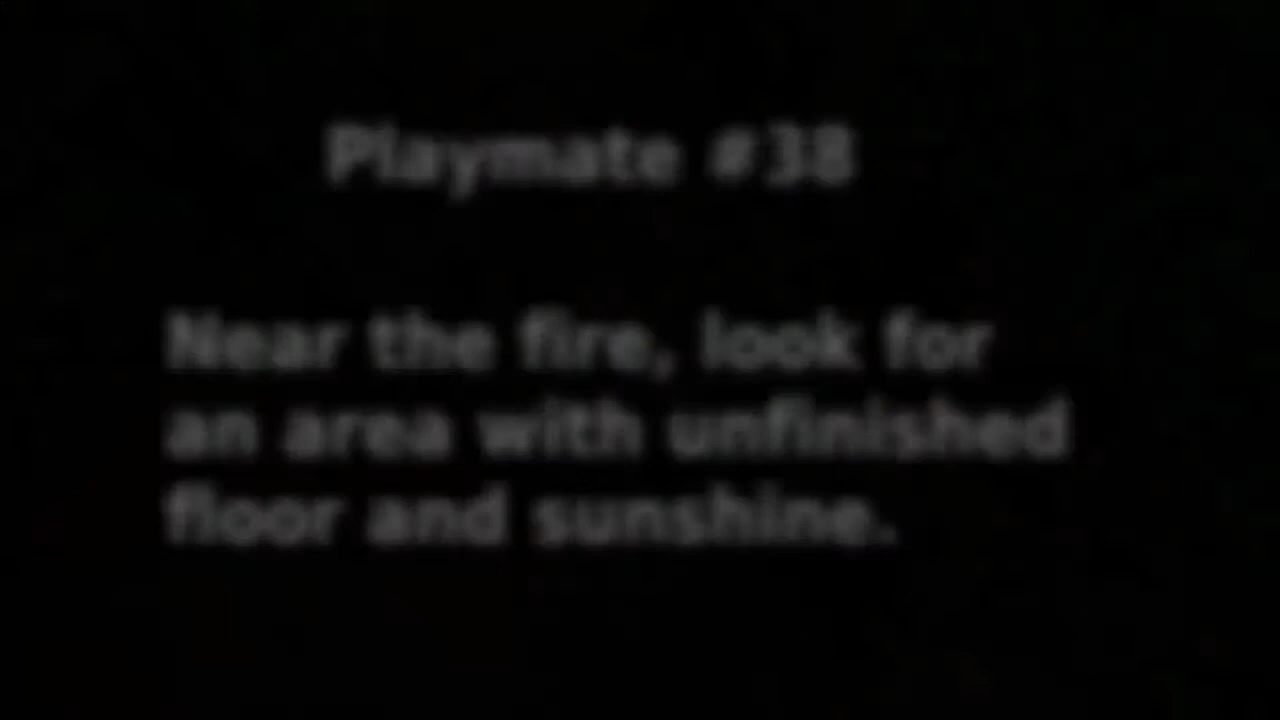 Playmate #38
Near the fire, look for
an area with unfinished
floor and sunshine.